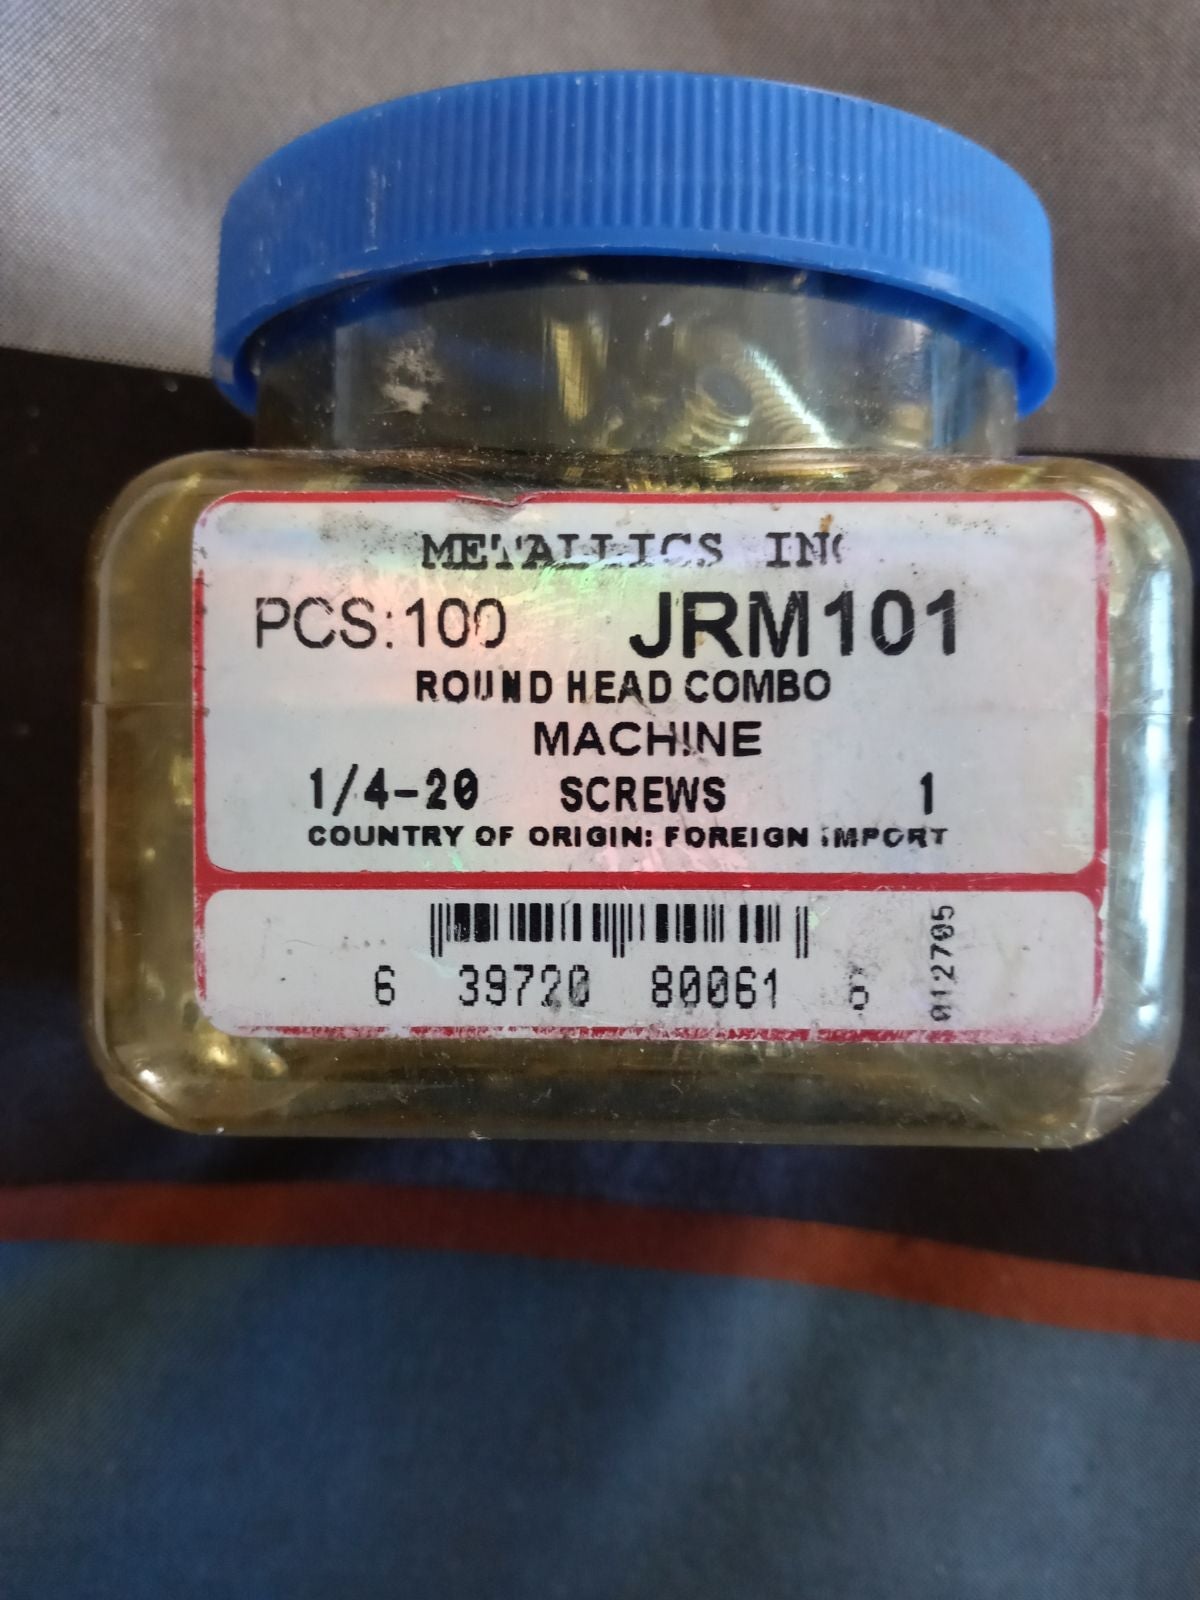 METALLICS INC
PCS:100 JRM101
ROUND HEAD COMBO
MACHINE
1/4-20 SCREWS 1
COUNTRY OF ORIGIN: FOREIGN IMPORT
6 39720 80061 6
012705